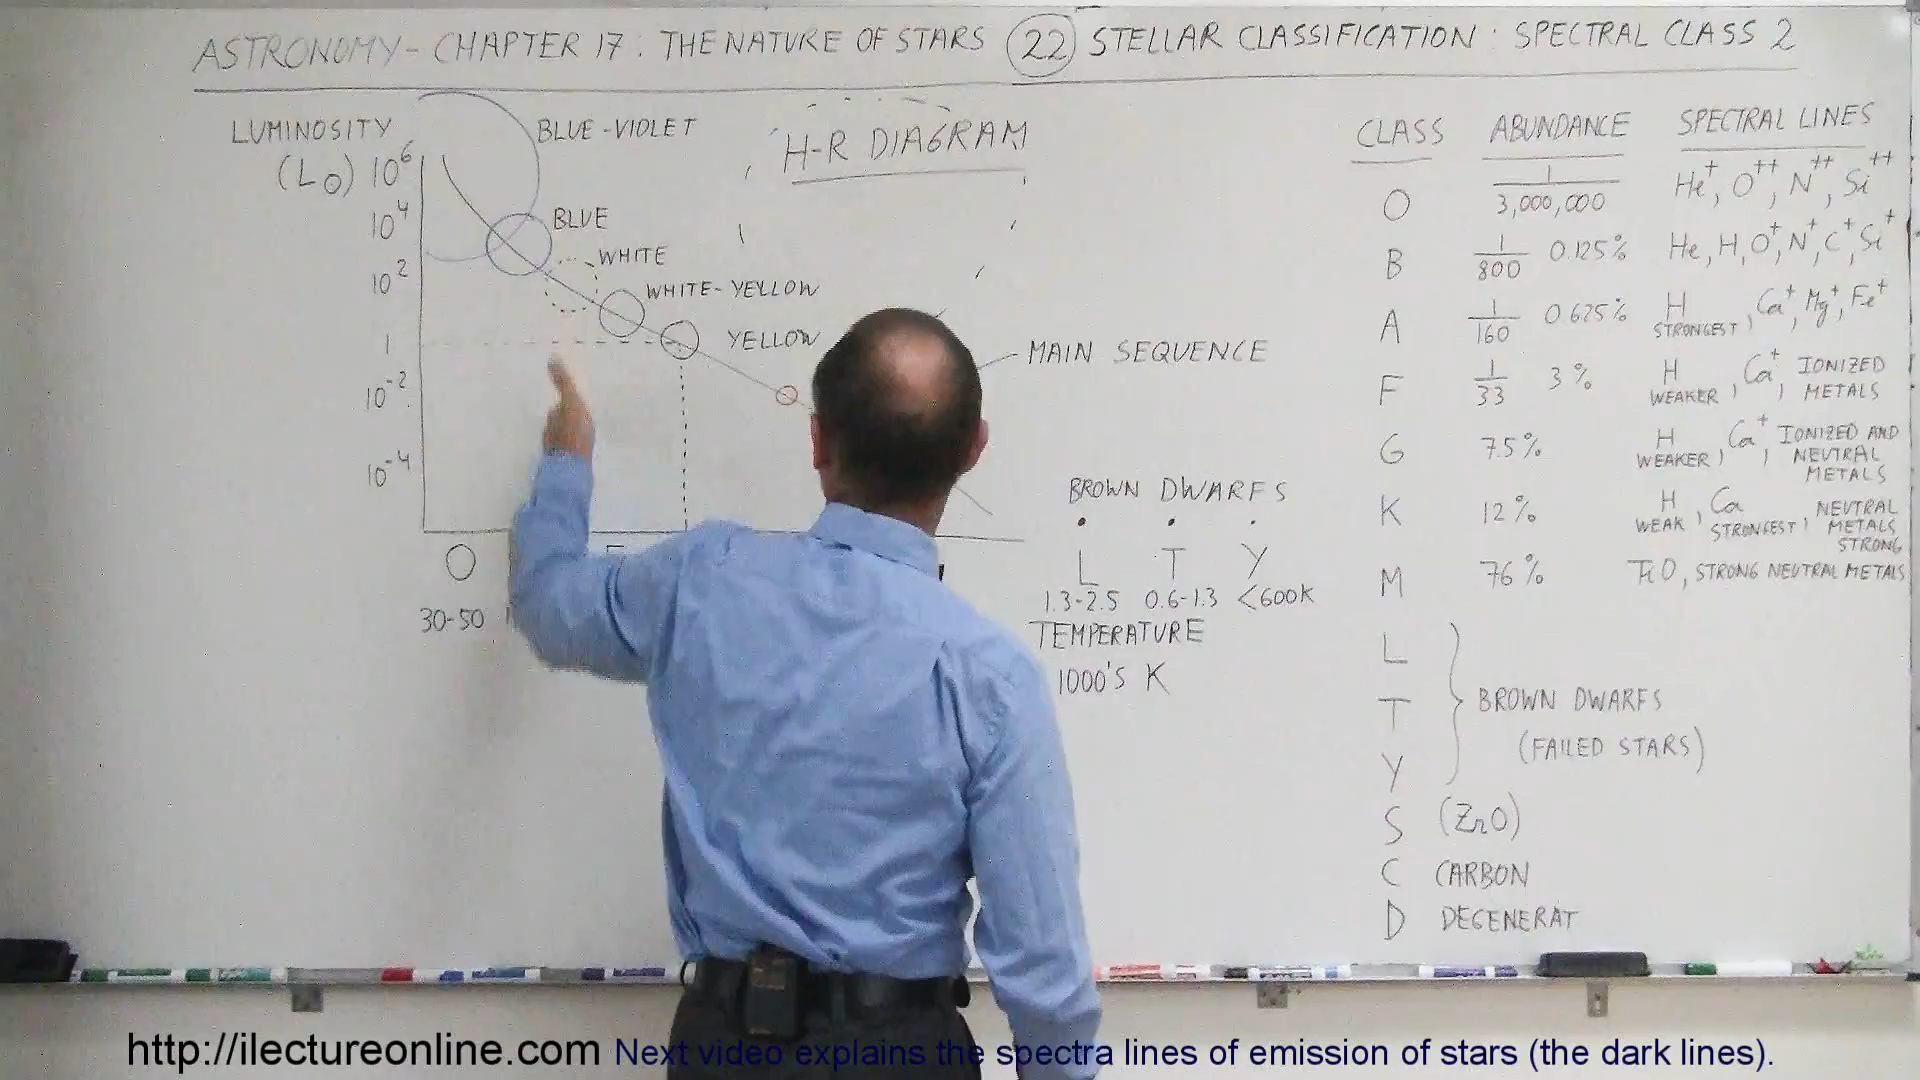 ASTRONOMY - CHAPTER 17: THE NATURE OF STARS (22) STELLAR CLASSIFICATION: SPECTRAL CLASS 2
LUMINOSITY
(L⊙) 10⁶
10⁴
10²
1
10⁻²
10⁻⁴
BLUE-VIOLET
BLUE
WHITE
WHITE-YELLOW
YELLOW
H-R DIAGRAM
MAIN SEQUENCE
O
30-50
BROWN DWARFS
L T Y
1.3-2.5 0.6-1.3 <600K
TEMPERATURE
1000'S K
CLASS ABUNDANCE SPECTRAL LINES
O 1/3,000,000 He⁺, O⁺⁺, N⁺⁺, Si⁺⁺
B 1/800 0.125% He, H, O⁺, N⁺, C⁺, Si⁺
A 1/160 0.625% H STRONGEST, Ca⁺, Mg⁺, Fe⁺
F 1/33 3% H WEAKER, Ca⁺, IONIZED METALS
G 7.5% H WEAKER, Ca⁺, IONIZED AND NEUTRAL METALS
K 12% H WEAK, Ca STRONGEST, NEUTRAL METALS STRONG
M 76% TiO, STRONG NEUTRAL METALS
L
T BROWN DWARFS
Y (FAILED STARS)
S (ZrO)
C CARBON
D DEGENERAT
http://ilectureonline.com Next video explains the spectra lines of emission of stars (the dark lines).